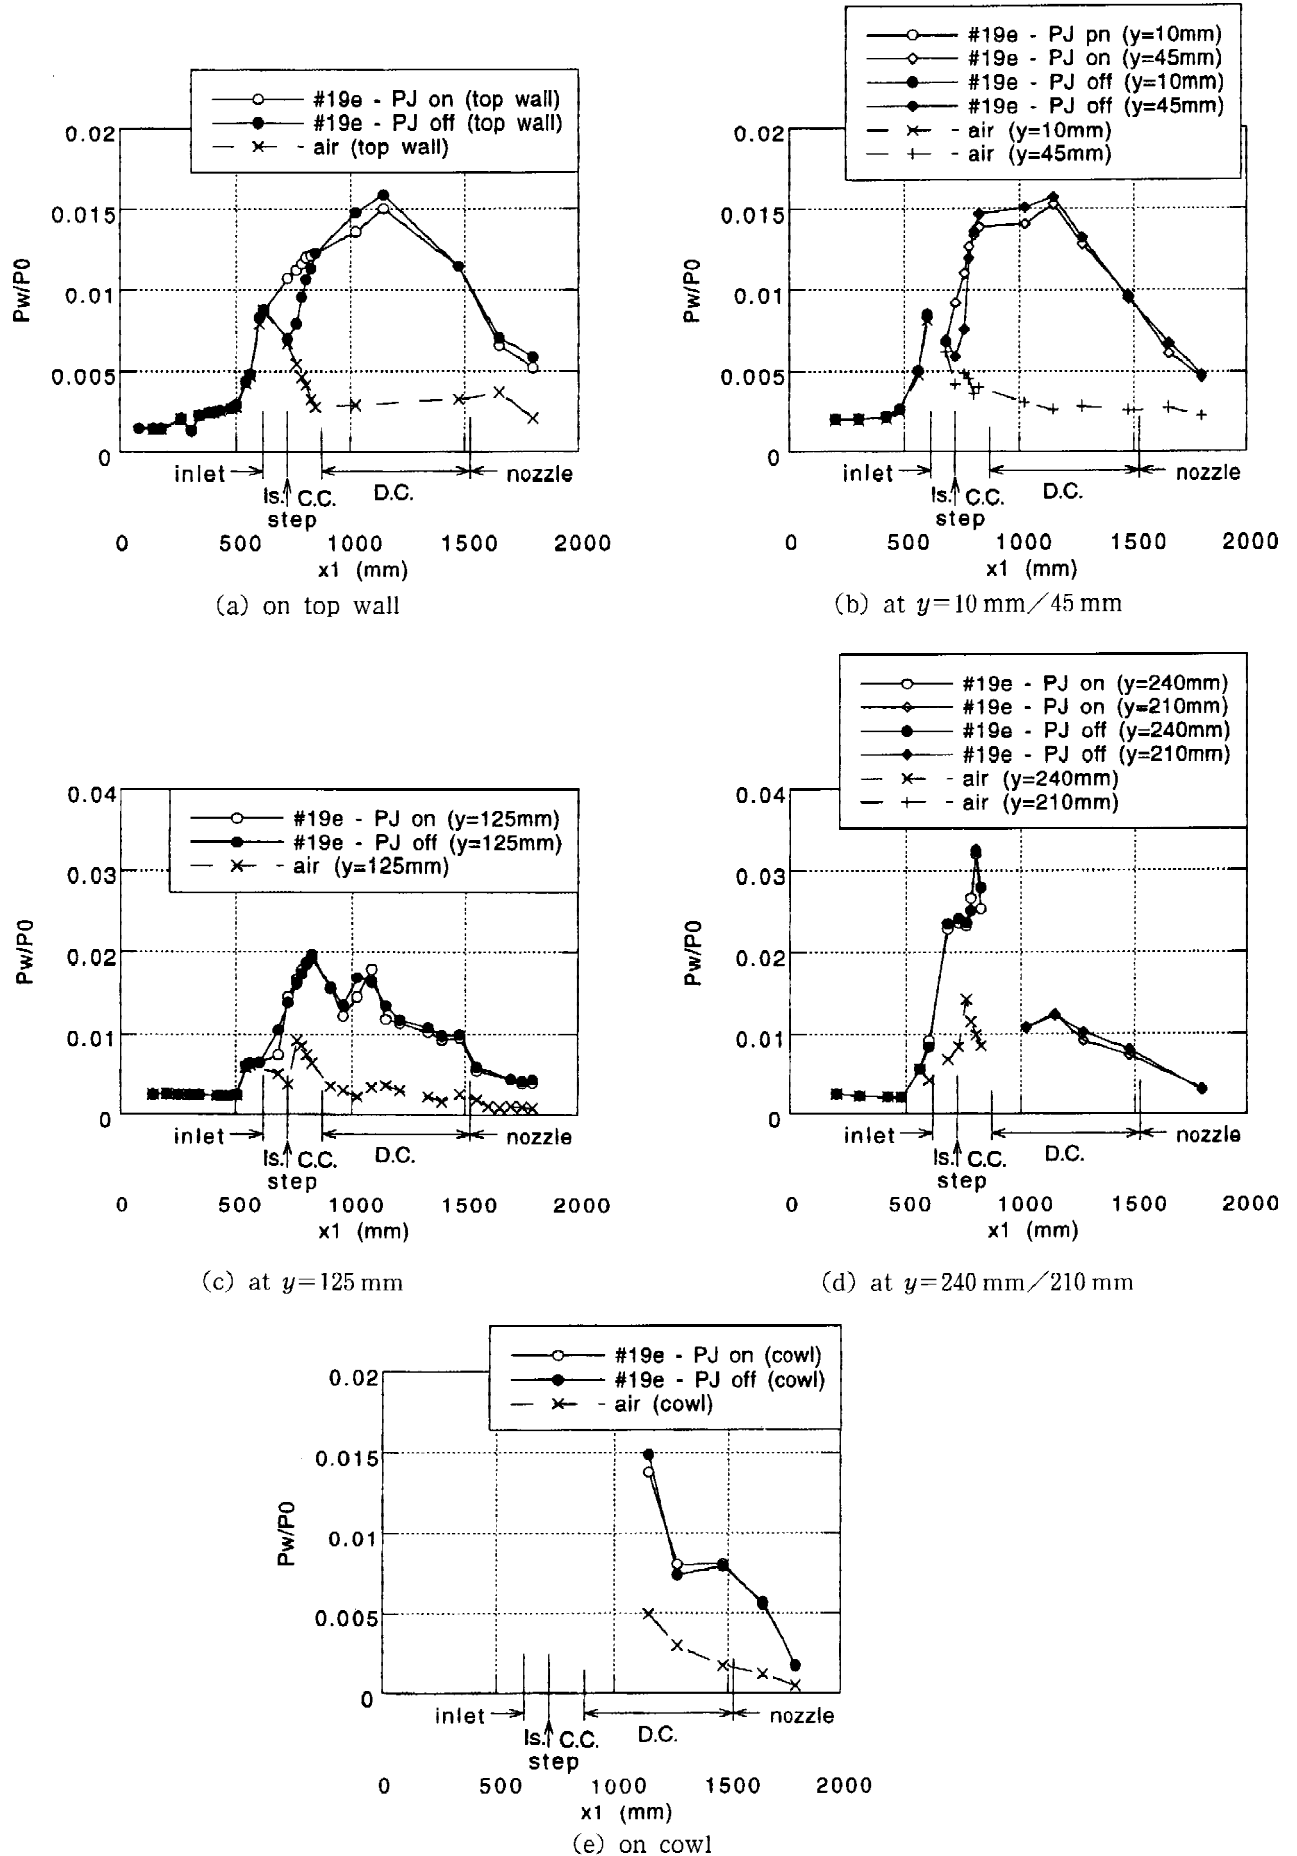 #19e - PJ on (top wall)
#19e - PJ off (top wall)
- air (top wall)
0.02
0.015
0.01
0.005
0
Pw/P0
inlet
nozzle
Is.
C.C.
D.C.
step
0 500 1000 1500 2000
x1 (mm)
(a) on top wall
#19e - PJ pn (y=10mm)
#19e - PJ on (y=45mm)
#19e - PJ off (y=10mm)
#19e - PJ off (y=45mm)
- air (y=10mm)
- air (y=45mm)
0.02
0.015
0.01
0.005
0
Pw/P0
inlet
nozzle
Is.
C.C.
D.C.
step
0 500 1000 1500 2000
x1 (mm)
(b) at y=10 mm/45 mm
#19e - PJ on (y=125mm)
#19e - PJ off (y=125mm)
- air (y=125mm)
0.04
0.03
0.02
0.01
0
Pw/P0
inlet
nozzle
Is.
C.C.
D.C.
step
0 500 1000 1500 2000
x1 (mm)
(c) at y=125 mm
#19e - PJ on (y=240mm)
#19e - PJ on (y=210mm)
#19e - PJ off (y=240mm)
#19e - PJ off (y=210mm)
- air (y=240mm)
- air (y=210mm)
0.04
0.03
0.02
0.01
0
Pw/P0
inlet
nozzle
Is.
C.C.
D.C.
step
0 500 1000 1500 2000
x1 (mm)
(d) at y=240 mm/210 mm
#19e - PJ on (cowl)
#19e - PJ off (cowl)
- air (cowl)
0.02
0.015
0.01
0.005
0
Pw/P0
inlet
nozzle
Is.
C.C.
D.C.
step
0 500 1000 1500 2000
x1 (mm)
(e) on cowl